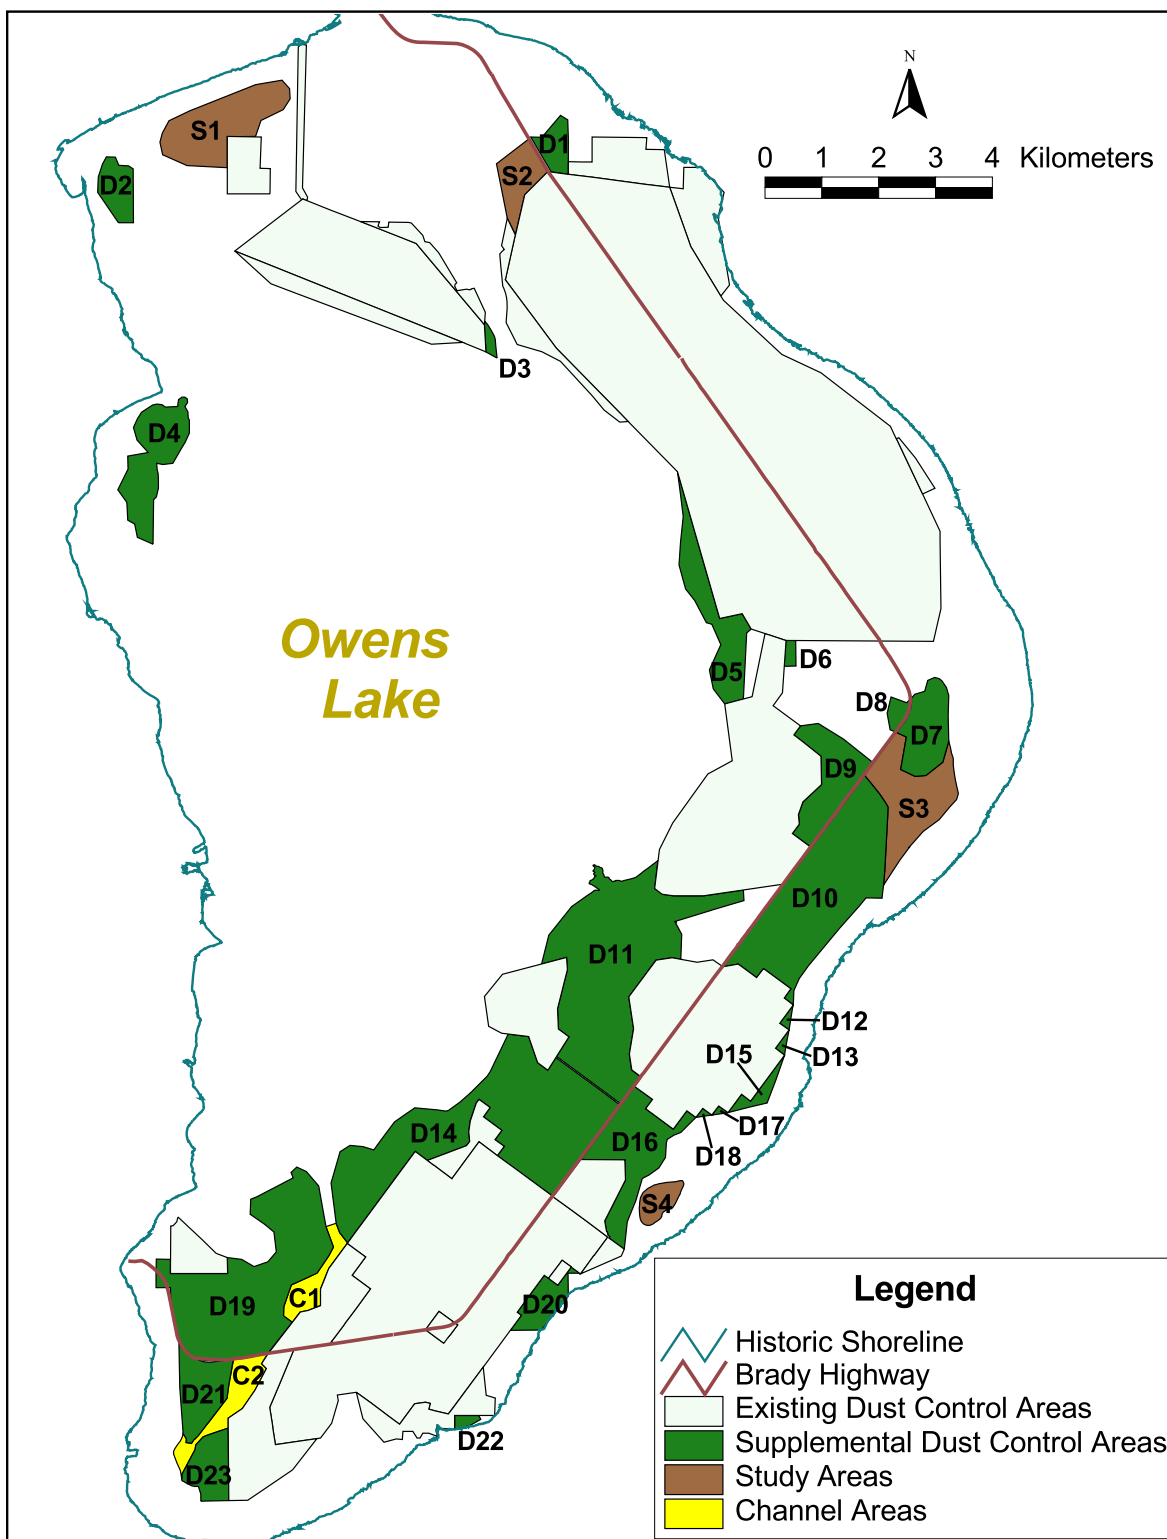 N
0 1 2 3 4 Kilometers
S1
D1
S2
D2
D3
D4
Owens
Lake
D5
D6
D8
D7
D9
S3
D10
D11
D12
D13
D15
D14
D17
D16
D18
S4
C1
D19
D20
C2
D21
D22
D23
Legend
Historic Shoreline
Brady Highway
Existing Dust Control Areas
Supplemental Dust Control Areas
Study Areas
Channel Areas